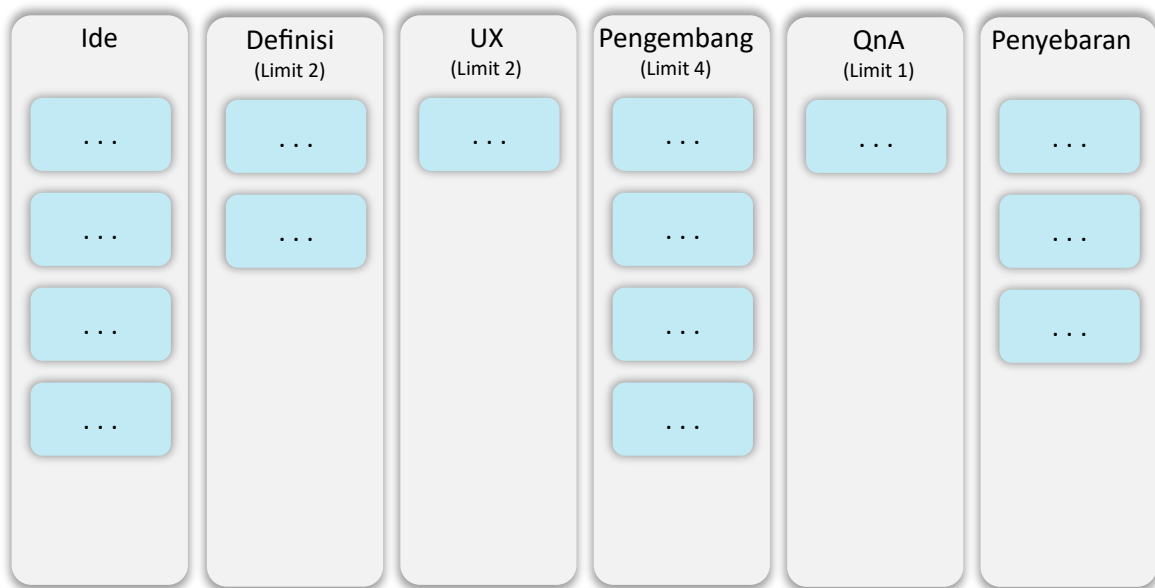 Ide
. . .
. . .
. . .
. . .
Definisi
(Limit 2)
. . .
. . .
UX
(Limit 2)
. . .
Pengembang
(Limit 4)
. . .
. . .
. . .
. . .
QnA
(Limit 1)
. . .
Penyebaran
. . .
. . .
. . .